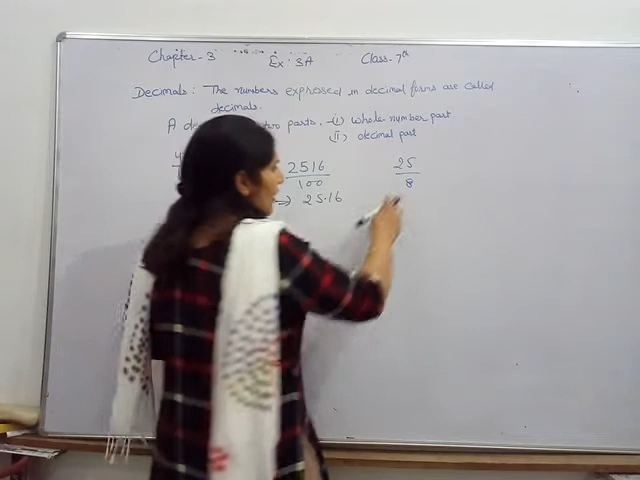 Chapter-3 Ex: 3A Class-7th
Decimals: The numbers expressed in decimal forms are called
decimals.
A two parts. -(I) Whole number part
(II) decimal part
2516
100
→ 25.16
25
8